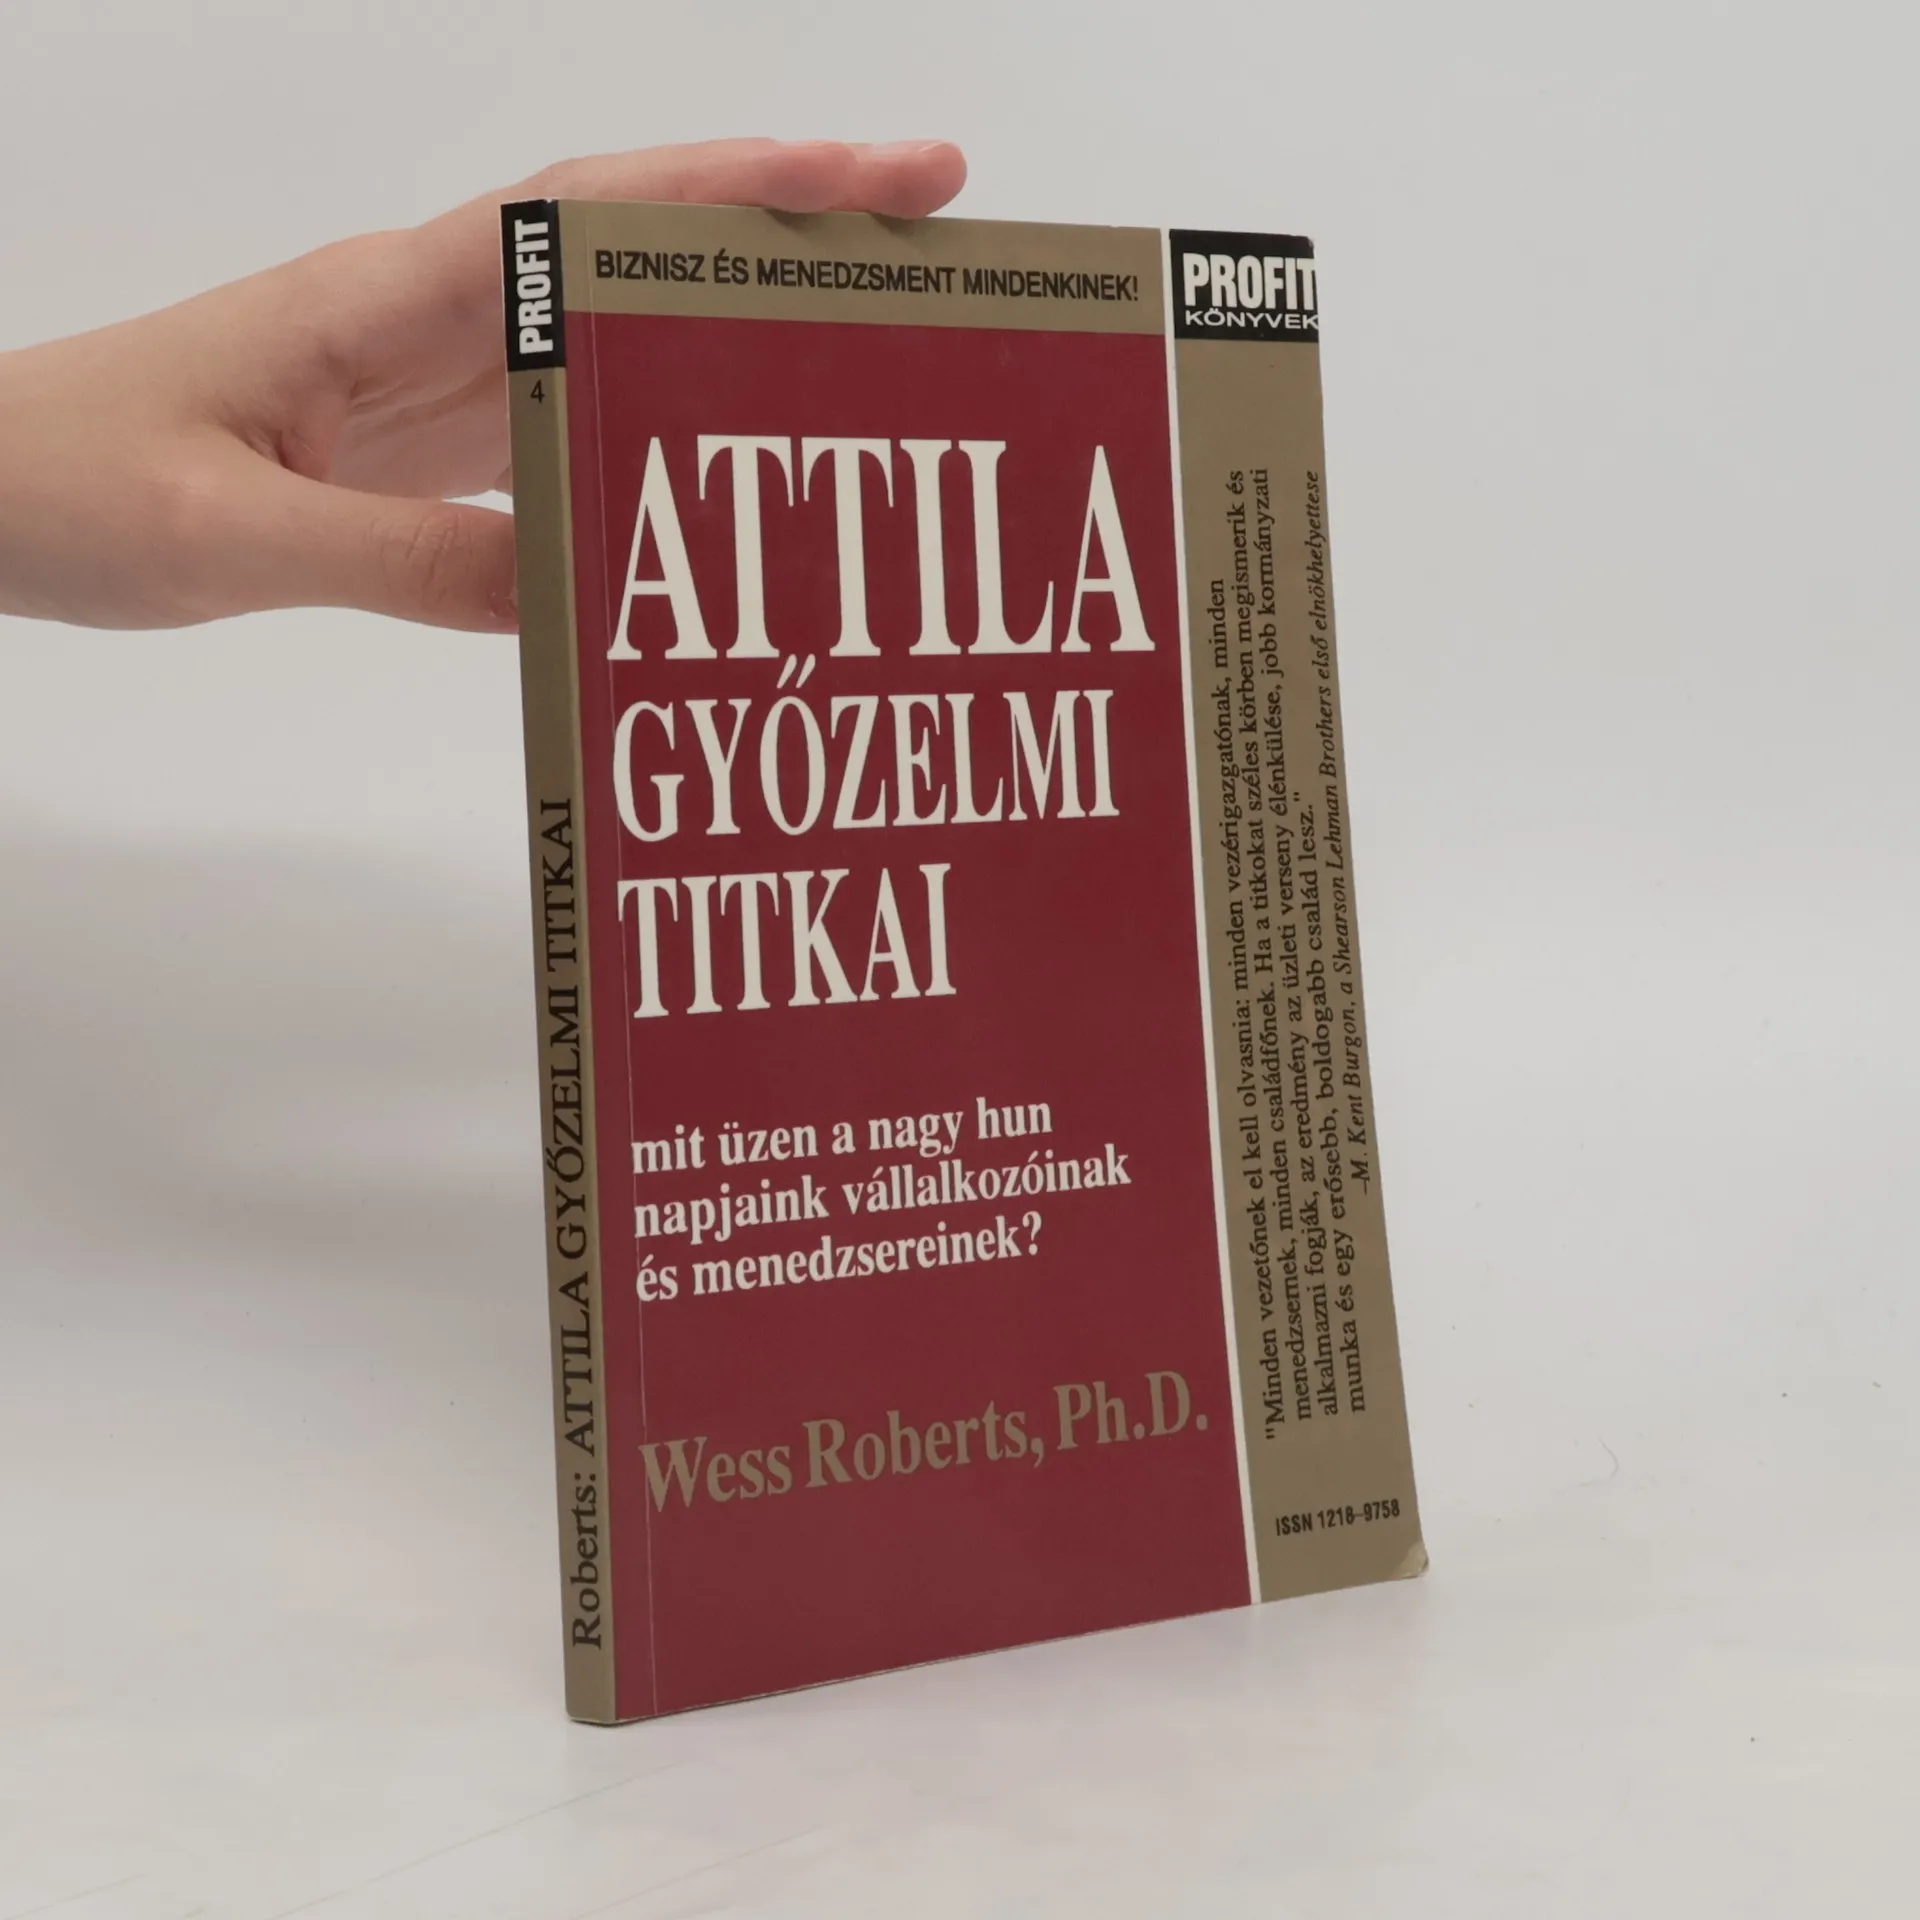 PROFIT
4
Roberts: ATTILA GYŐZELMI TITKAI
BIZNISZ ÉS MENEDZSMENT MINDENKINEK!
ATTILA
GYŐZELMI
TITKAI
mit üzen a nagy hun
napjaink vállalkozóinak
és menedzsereinek?
Wess Roberts, Ph.D.
PROFIT
KÖNYVEK
"Minden vezetőnek el kell olvasnia: minden vezérigazgatónak, minden
menedzsernek, minden családfőnek. Ha a titkokat széles körben megismerik és
alkalmazni fogják, az eredmény az üzleti verseny élénkülése, jobb kormányzati
munka és egy erősebb, boldogabb család lesz."
–M. Kent Burgon, a Shearson Lehman Brothers első elnökhelyettese
ISSN 1218–9758